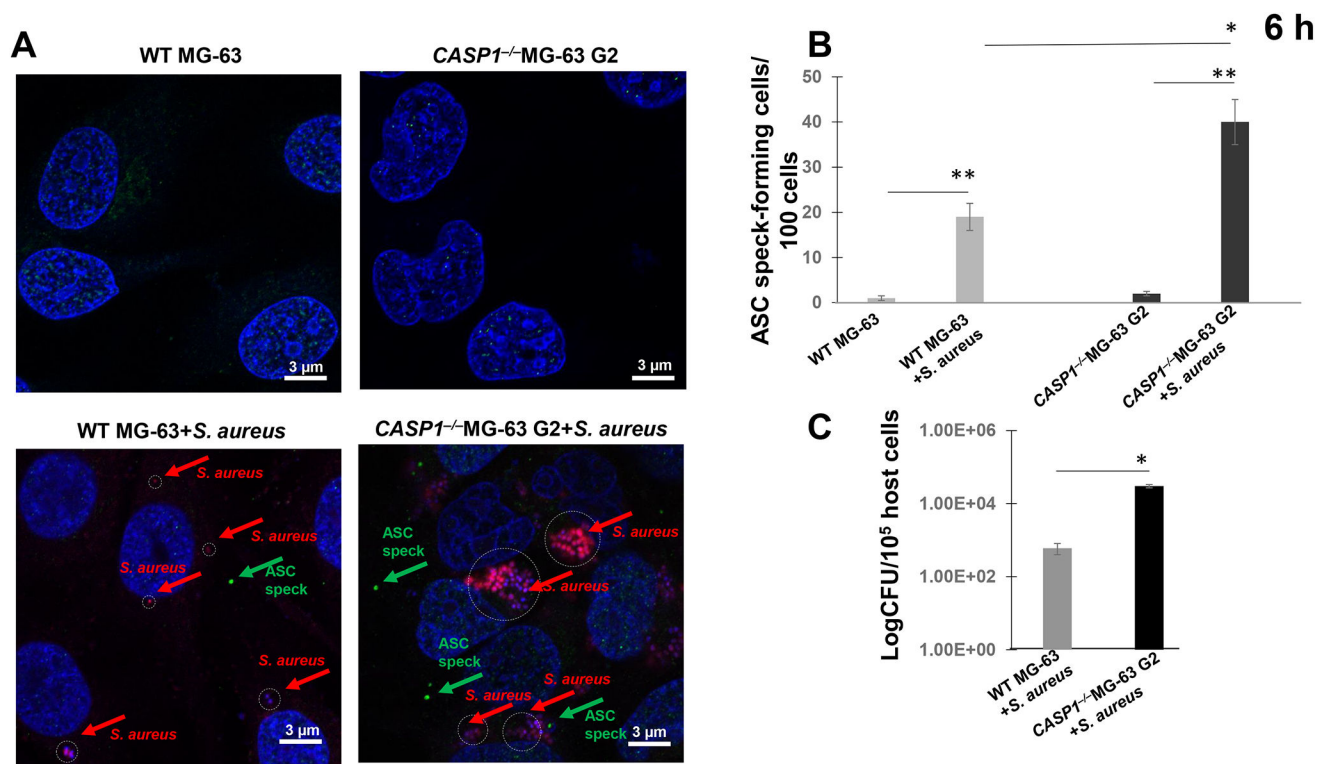 A
WT MG-63
CASP1⁻/⁻MG-63 G2
3 µm
3 µm
WT MG-63+S. aureus
CASP1⁻/⁻MG-63 G2+S. aureus
S. aureus
S. aureus
S. aureus
ASC
speck
S. aureus
S. aureus
3 µm
ASC
speck
S. aureus
S. aureus
ASC
speck
S. aureus
S. aureus
ASC
speck
3 µm
B
6 h
*
**
**
ASC speck-forming cells/
100 cells
50
40
30
20
10
0
WT MG-63
WT MG-63
+S. aureus
CASP1⁻/⁻MG-63 G2
CASP1⁻/⁻MG-63 G2
+S. aureus
C
*
LogCFU/10⁵ host cells
1.00E+06
1.00E+04
1.00E+02
1.00E+00
WT MG-63
+S. aureus
CASP1⁻/⁻MG-63 G2
+S. aureus